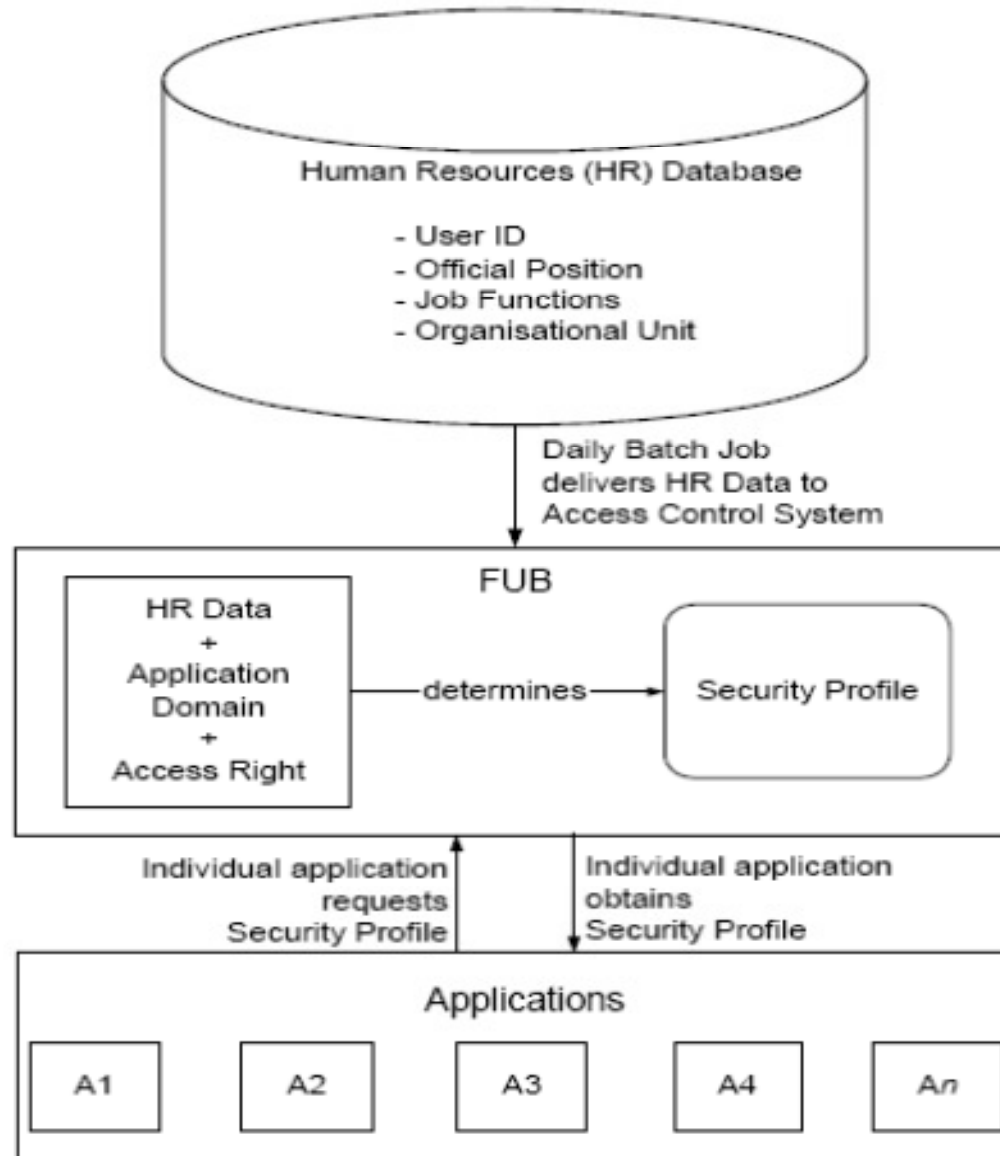 Human Resources (HR) Database
- User ID
- Official Position
- Job Functions
- Organisational Unit
Daily Batch Job
delivers HR Data to
Access Control System
FUB
HR Data
+
Application
Domain
+
Access Right
determines
Security Profile
Individual application
requests
Security Profile
Individual application
obtains
Security Profile
Applications
A1
A2
A3
A4
An